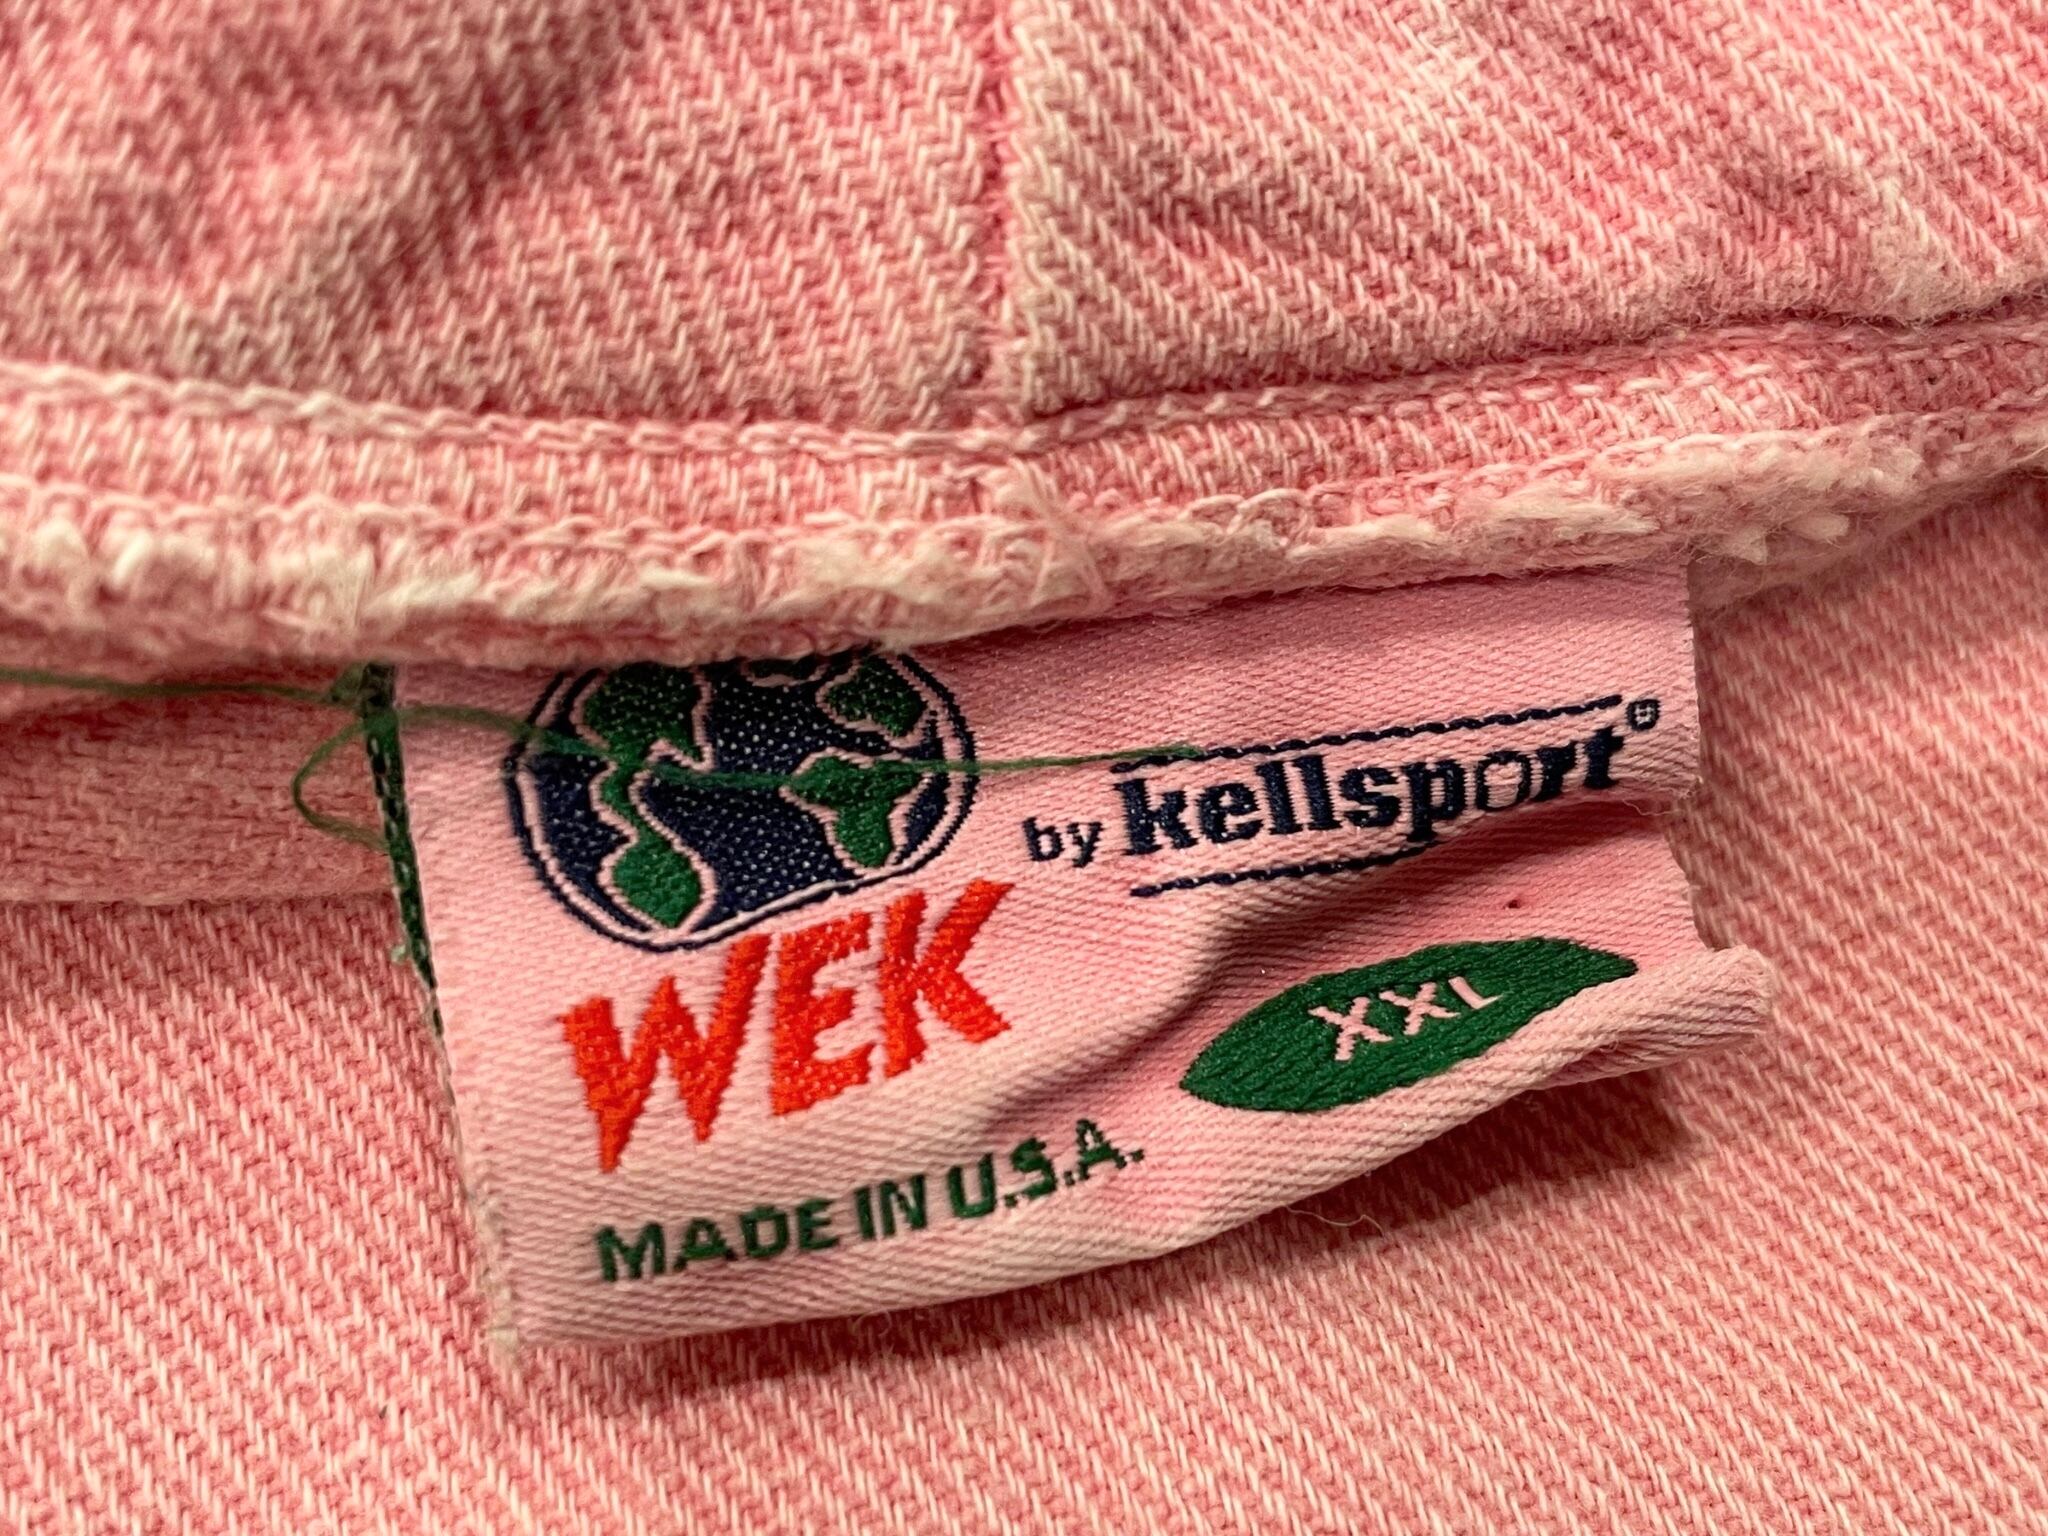 by kellsport®
WEK
XXL
MADE IN U.S.A.